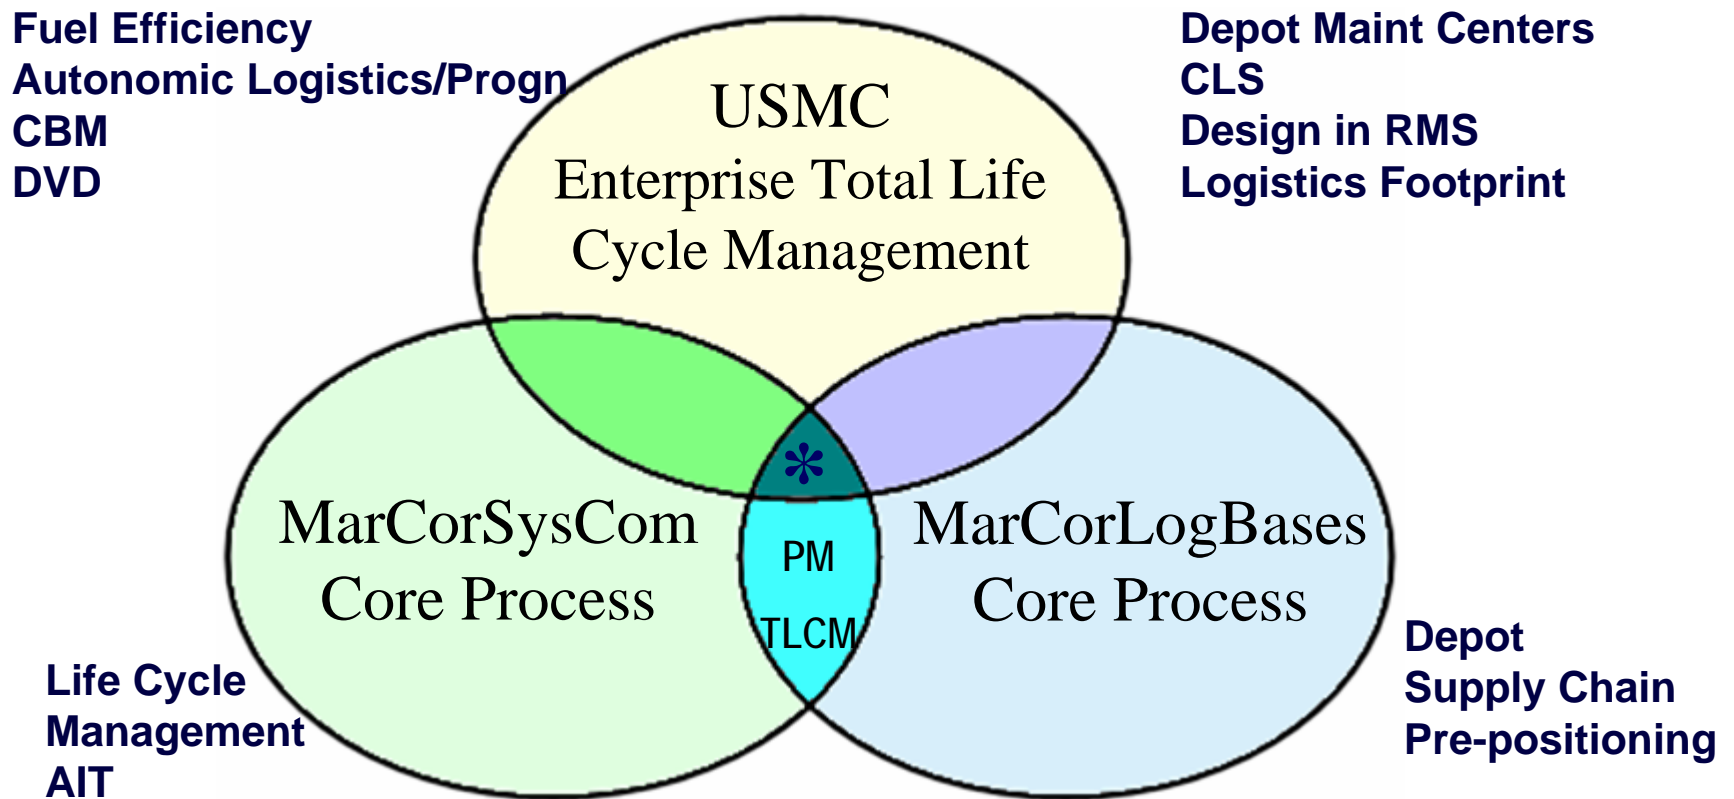 Fuel Efficiency
Autonomic Logistics/Progn
CBM
DVD
Depot Maint Centers
CLS
Design in RMS
Logistics Footprint
USMC
Enterprise Total Life
Cycle Management
*
MarCorSysCom
Core Process
PM
TLCM
MarCorLogBases
Core Process
Life Cycle
Management
AIT
Depot
Supply Chain
Pre-positioning